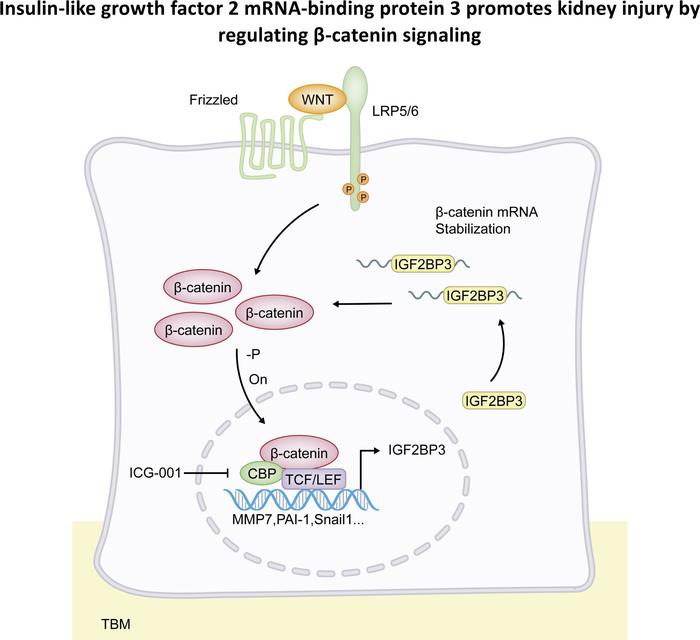 Insulin-like growth factor 2 mRNA-binding protein 3 promotes kidney injury by
regulating β-catenin signaling
Frizzled
WNT
LRP5/6
P
P
P
β-catenin mRNA
Stabilization
IGF2BP3
IGF2BP3
β-catenin
β-catenin
β-catenin
-P
On
IGF2BP3
β-catenin
IGF2BP3
ICG-001
CBP
TCF/LEF
MMP7,PAI-1,Snail1...
TBM